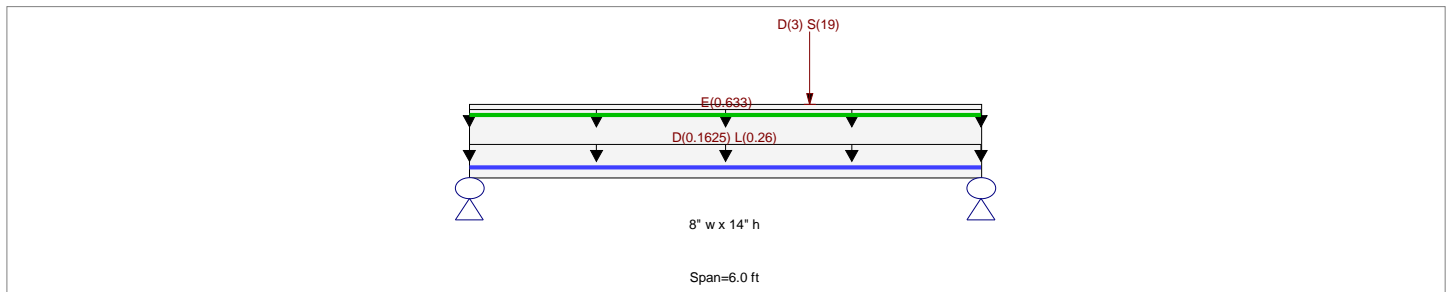 D(3) S(19)
E(0.633)
D(0.1625) L(0.26)
8" w x 14" h
Span=6.0 ft